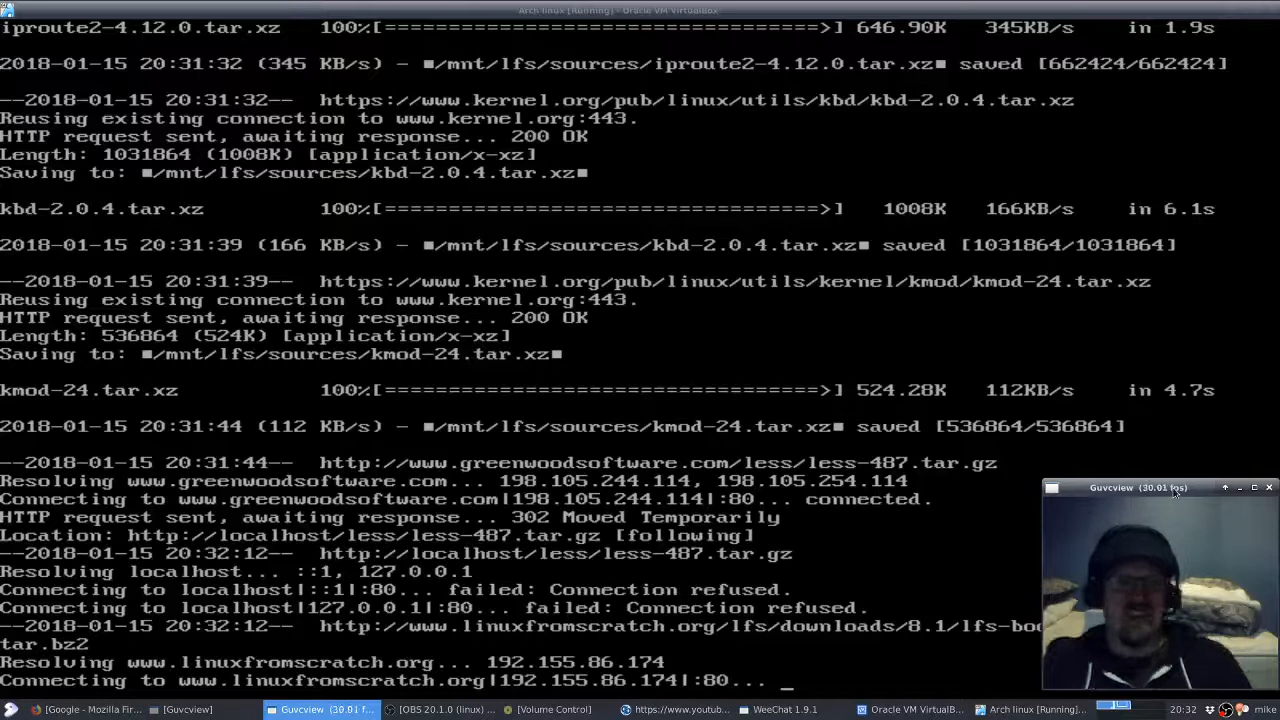 Arch linux [Running] - Oracle VM VirtualBox
iproute2-4.12.0.tar.xz 100%[==================================>] 646.90K 345KB/s in 1.9s
2018-01-15 20:31:32 (345 KB/s) - ■/mnt/lfs/sources/iproute2-4.12.0.tar.xz■ saved [662424/662424]
--2018-01-15 20:31:32-- https://www.kernel.org/pub/linux/utils/kbd/kbd-2.0.4.tar.xz
Reusing existing connection to www.kernel.org:443.
HTTP request sent, awaiting response... 200 OK
Length: 1031864 (1008K) [application/x-xz]
Saving to: ■/mnt/lfs/sources/kbd-2.0.4.tar.xz■
kbd-2.0.4.tar.xz 100%[==================================>] 1008K 166KB/s in 6.1s
2018-01-15 20:31:39 (166 KB/s) - ■/mnt/lfs/sources/kbd-2.0.4.tar.xz■ saved [1031864/1031864]
--2018-01-15 20:31:39-- https://www.kernel.org/pub/linux/utils/kernel/kmod/kmod-24.tar.xz
Reusing existing connection to www.kernel.org:443.
HTTP request sent, awaiting response... 200 OK
Length: 536864 (524K) [application/x-xz]
Saving to: ■/mnt/lfs/sources/kmod-24.tar.xz■
kmod-24.tar.xz 100%[==================================>] 524.28K 112KB/s in 4.7s
2018-01-15 20:31:44 (112 KB/s) - ■/mnt/lfs/sources/kmod-24.tar.xz■ saved [536864/536864]
--2018-01-15 20:31:44-- http://www.greenwoodsoftware.com/less/less-487.tar.gz
Resolving www.greenwoodsoftware.com... 198.105.244.114, 198.105.254.114
Connecting to www.greenwoodsoftware.com|198.105.244.114|:80... connected.
HTTP request sent, awaiting response... 302 Moved Temporarily
Location: http://localhost/less/less-487.tar.gz [following]
--2018-01-15 20:32:12-- http://localhost/less/less-487.tar.gz
Resolving localhost... ::1, 127.0.0.1
Connecting to localhost|::1|:80... failed: Connection refused.
Connecting to localhost|127.0.0.1|:80... failed: Connection refused.
--2018-01-15 20:32:12-- http://www.linuxfromscratch.org/lfs/downloads/8.1/lfs-boo
tar.bz2
Resolving www.linuxfromscratch.org... 192.155.86.174
Connecting to www.linuxfromscratch.org|192.155.86.174|:80... _
Guvcview (30.01 fps)
[Google - Mozilla Fir... [Guvcview] Guvcview (30.01 f... [OBS 20.1.0 (linux) ... [Volume Control] https://www.youtub... WeeChat 1.9.1 Oracle VM VirtualB... Arch linux [Running]... 20:32 mike